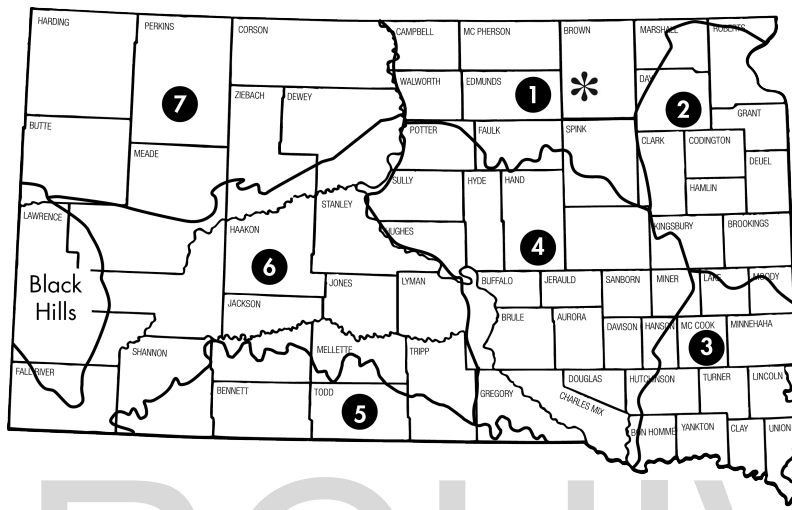 HARDING
PERKINS
CORSON
CAMPBELL
MC PHERSON
BROWN
MARSHALL
ROBERTS
WALWORTH
EDMUNDS
DAY
7
1
*
2
ZIEBACH
DEWEY
GRANT
BUTTE
POTTER
FAULK
SPINK
MEADE
CLARK
CODINGTON
DEUEL
SULLY
HYDE
HAND
HAMLIN
LAWRENCE
STANLEY
HAAKON
HUGHES
KINGSBURY
BROOKINGS
4
6
Black
Hills
JACKSON
JONES
LYMAN
BUFFALO
JERAULD
SANBORN
MINER
LAKE
MOODY
BRULE
AURORA
DAVISON
HANSON
MC COOK
MINNEHAHA
3
SHANNON
MELLETTE
TRIPP
FALL RIVER
BENNETT
TODD
5
GREGORY
DOUGLAS
CHARLES MIX
HUTCHINSON
TURNER
LINCOLN
BON HOMME
YANKTON
CLAY
UNION